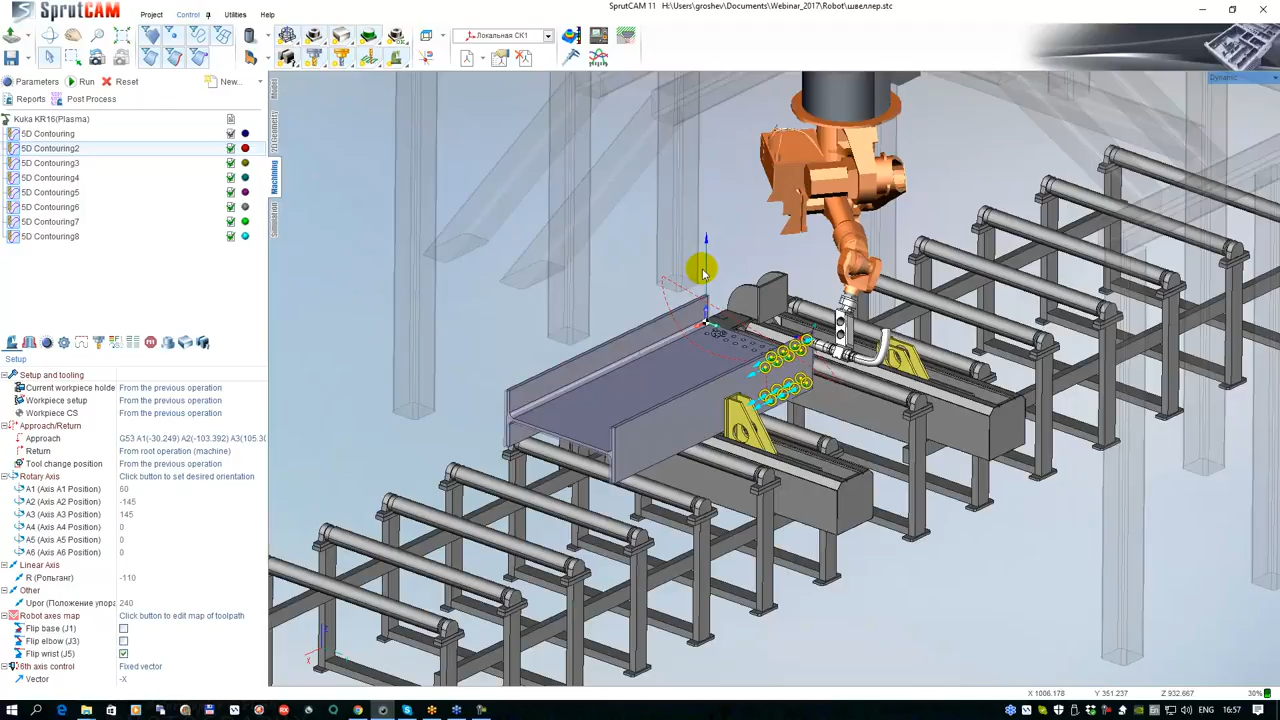 SprutCAM
Project Control Utilities Help
SprutCAM 11 H:\Users\groshev\Documents\Webinar_2017\Robot\швеллер.stc
Локальная СК1
Parameters Run Reset New...
Reports Post Process
Dynamic
Kuka KR16(Plasma)
5D Contouring
5D Contouring2
5D Contouring3
5D Contouring4
5D Contouring5
5D Contouring6
5D Contouring7
5D Contouring8
Model
2D Geometry
Machining
Simulation
Setup
Setup and tooling
Current workpiece holde From the previous operation
Workpiece setup From the previous operation
Workpiece CS From the previous operation
Approach/Return
Approach G53 A1(-30.249) A2(-103.392) A3(105.30
Return From root operation (machine)
Tool change position From the previous operation
Rotary Axis Click button to set desired orientation
A1 (Axis A1 Position) 60
A2 (Axis A2 Position) -145
A3 (Axis A3 Position) 145
A4 (Axis A4 Position) 0
A5 (Axis A5 Position) 0
A6 (Axis A6 Position) 0
Linear Axis
R (Рольганг) -110
Other
Upor (Положение упора 240
Robot axes map Click button to edit map of toolpath
Flip base (J1)
Flip elbow (J3)
Flip wrist (J5)
6th axis control Fixed vector
Vector -X
X 1006.178 Y 351.237 Z 932.667 30%
ENG 16:57